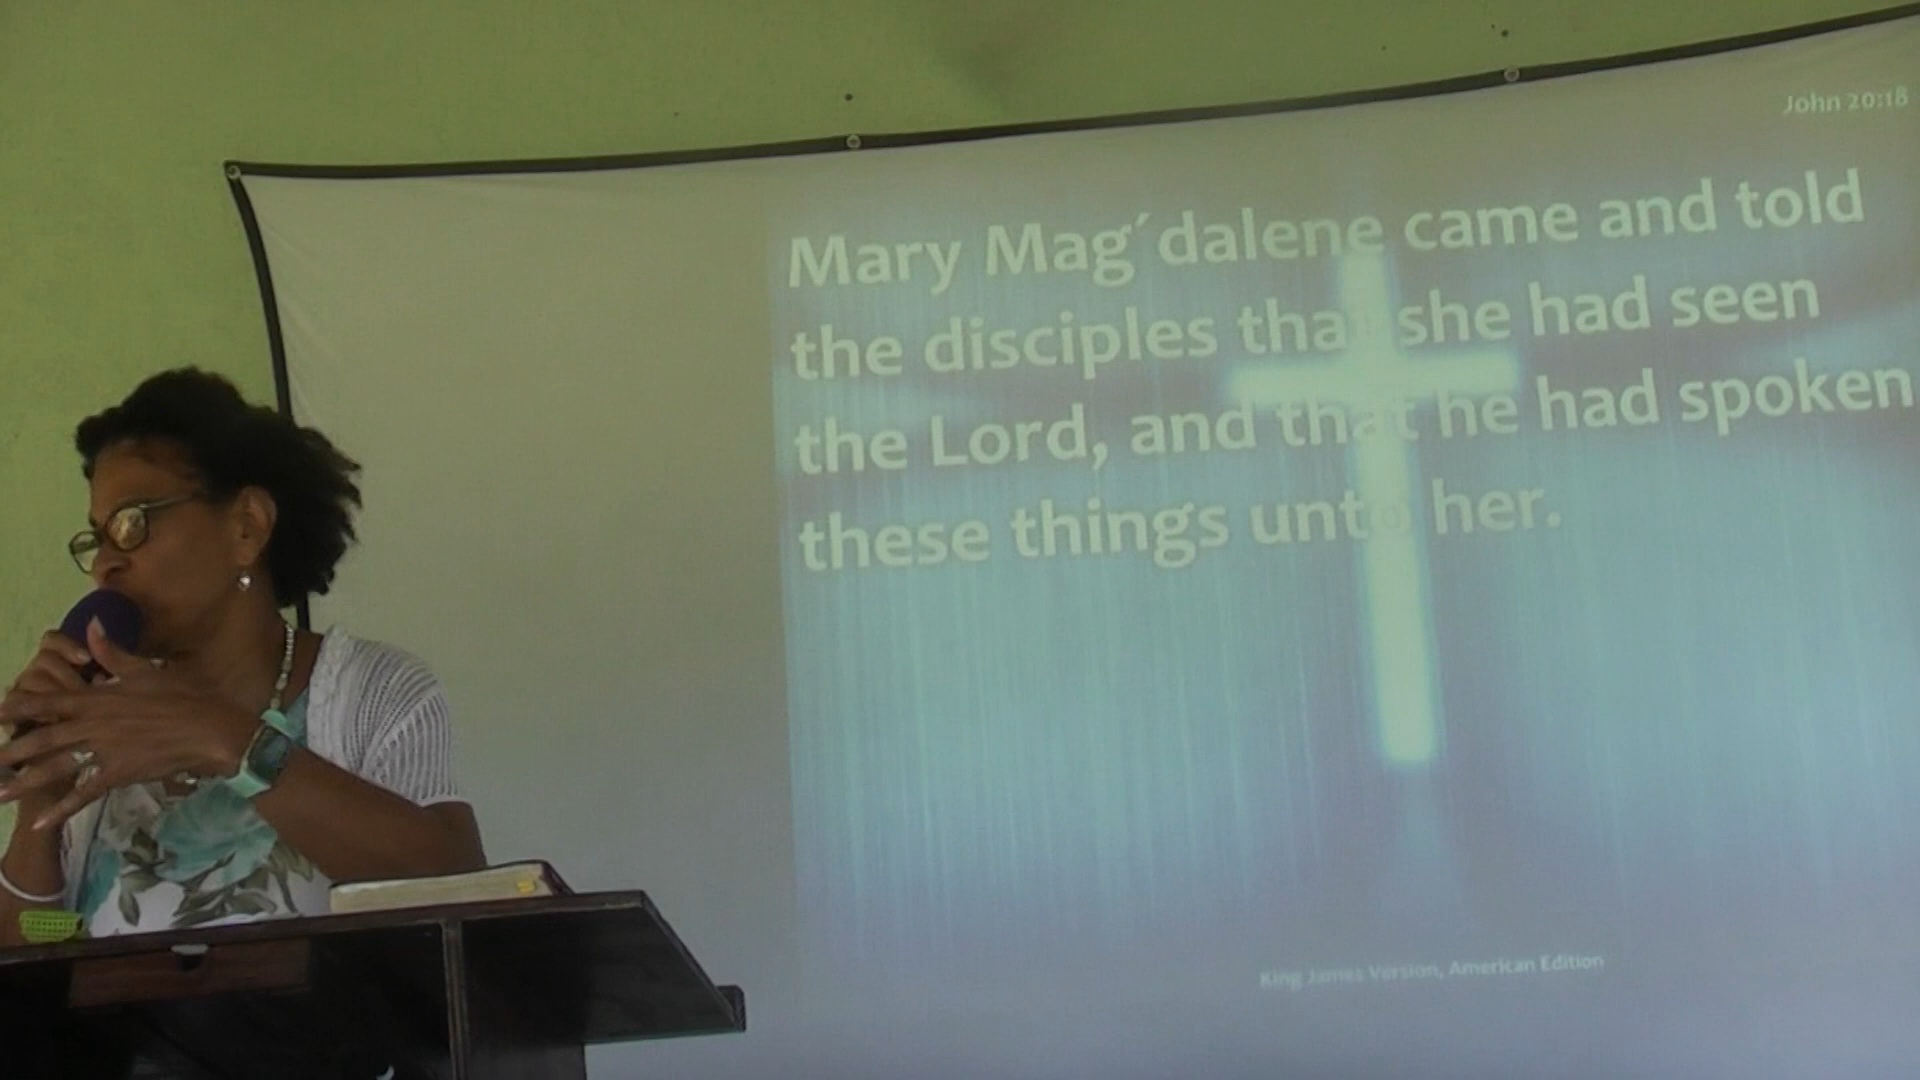 John 20:18
Mary Mag´dalene came and told
the disciples that she had seen
the Lord, and that he had spoken
these things unto her.
King James Version, American Edition